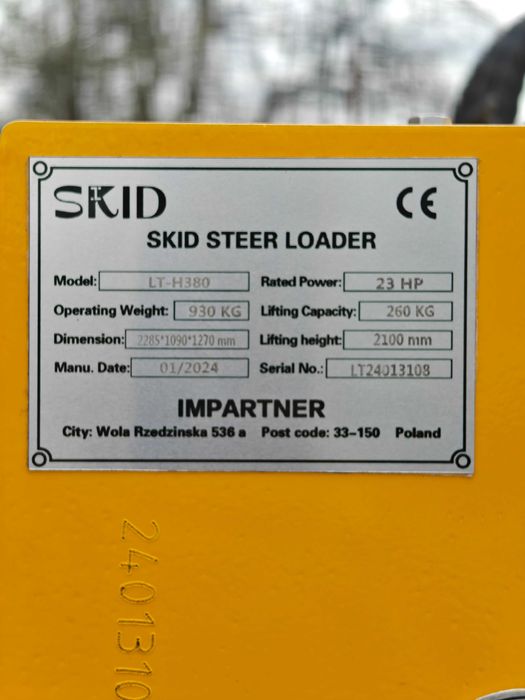 SKID CE
SKID STEER LOADER
Model: LT-H380 Rated Power: 23 HP
Operating Weight: 930 KG Lifting Capacity: 260 KG
Dimension: 2285*1090*1270 mm Lifting height: 2100 mm
Manu. Date: 01/2024 Serial No.: LT24013108
IMPARTNER
City: Wola Rzedzinska 536 a Post code: 33-150 Poland
2401310